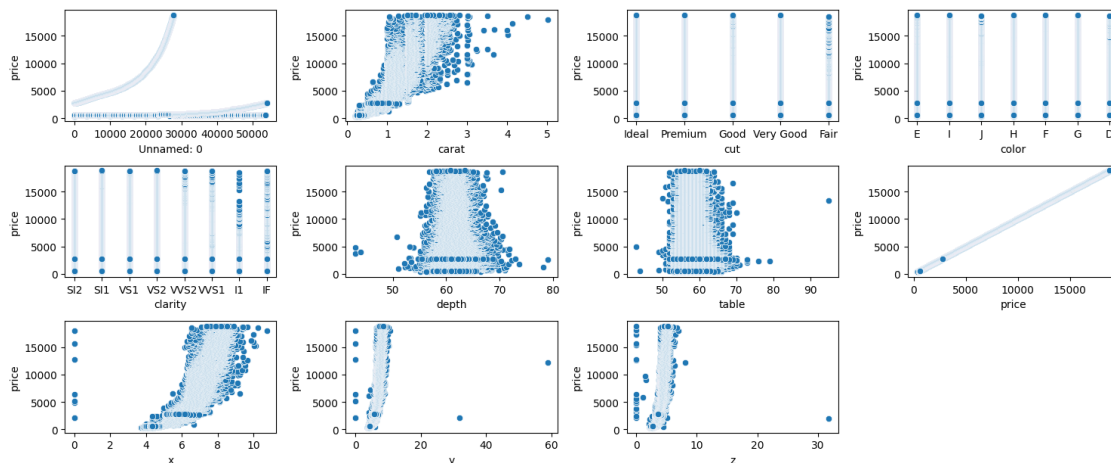 price
15000
10000
5000
0
0 10000 20000 30000 40000 50000
Unnamed: 0
price
15000
10000
5000
0
0 1 2 3 4 5
carat
price
15000
10000
5000
0
Ideal Premium Good Very Good Fair
cut
price
15000
10000
5000
0
E I J H F G D
color
price
15000
10000
5000
0
SI2 SI1 VS1 VS2 VVS2 VVS1 I1 IF
clarity
price
15000
10000
5000
0
50 60 70 80
depth
price
15000
10000
5000
0
50 60 70 80 90
table
price
15000
10000
5000
0
0 5000 10000 15000
price
price
15000
10000
5000
0
0 2 4 6 8 10
x
price
15000
10000
5000
0
0 20 40 60
y
price
15000
10000
5000
0
0 10 20 30
z